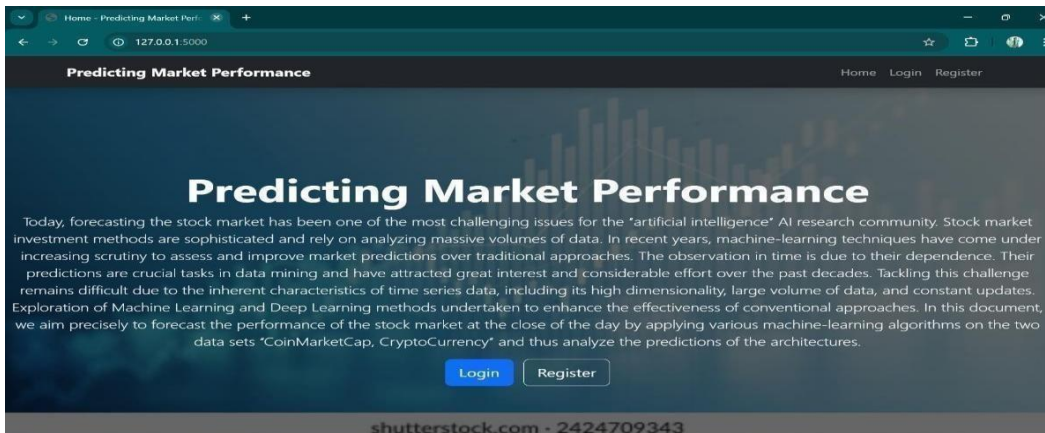 Home - Predicting Market Perfo
127.0.0.1:5000
Predicting Market Performance
Home Login Register
Predicting Market Performance
Today, forecasting the stock market has been one of the most challenging issues for the "artificial intelligence" AI research community. Stock market
investment methods are sophisticated and rely on analyzing massive volumes of data. In recent years, machine-learning techniques have come under
increasing scrutiny to assess and improve market predictions over traditional approaches. The observation in time is due to their dependence. Their
predictions are crucial tasks in data mining and have attracted great interest and considerable effort over the past decades. Tackling this challenge
remains difficult due to the inherent characteristics of time series data, including its high dimensionality, large volume of data, and constant updates.
Exploration of Machine Learning and Deep Learning methods undertaken to enhance the effectiveness of conventional approaches. In this document,
we aim precisely to forecast the performance of the stock market at the close of the day by applying various machine-learning algorithms on the two
data sets "CoinMarketCap, CryptoCurrency" and thus analyze the predictions of the architectures.
Login Register
shutterstock.com · 2424709343